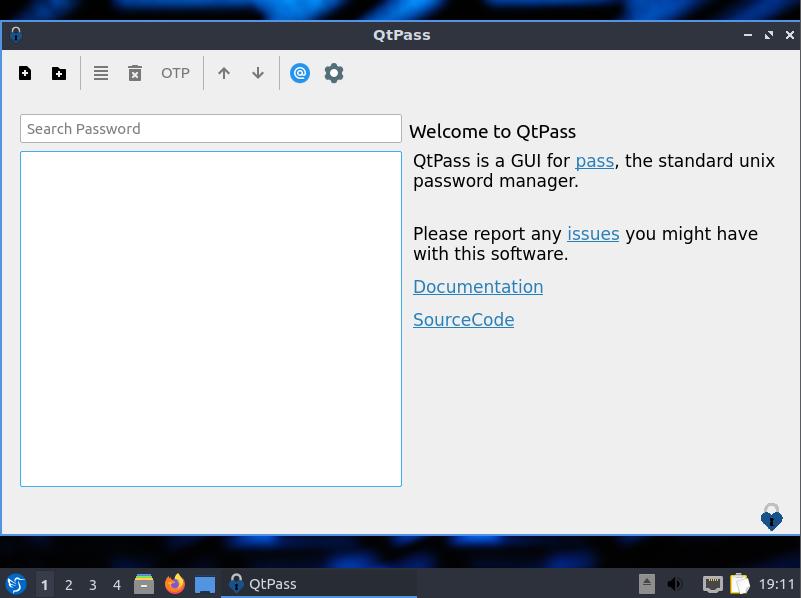 QtPass
OTP
Search Password
Welcome to QtPass
QtPass is a GUI for pass, the standard unix
password manager.
Please report any issues you might have
with this software.
Documentation
SourceCode
1 2 3 4 QtPass 19:11